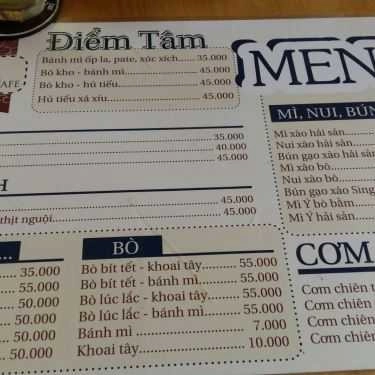 Điểm Tâm
Bánh mì ốp la, pate, xúc xích...... 35.000
Bò kho - bánh mì...................... 45.000
Bò kho - hủ tiếu........................ 45.000
Hủ tiếu xá xíu............................ 45.000
AFE
MEN
35.000
40.000
45.000
H
45.000
thịt nguội 45.000
MÌ, NUI, BÚN
Mì xào hải sản
Nui xào hải sản
Bún gạo xào hải sản
Mì xào bò
Nui xào bò
Bún gạo xào Sing
Mì Ý bò bằm
Mì Ý hải sản
...
35.000
55.000
50.000
50.000
50.000
BÒ
Bò bít tết - khoai tây........... 55.000
Bò bít tết - bánh mì............. 55.000
Bò lúc lắc - khoai tây........... 55.000
Bò lúc lắc - bánh mì............. 55.000
Bánh mì................................ 7.000
Khoai tây............................ 10.000
CƠM
Cơm chiên
Cơm chiên
Cơm chiên
Cơm chiên